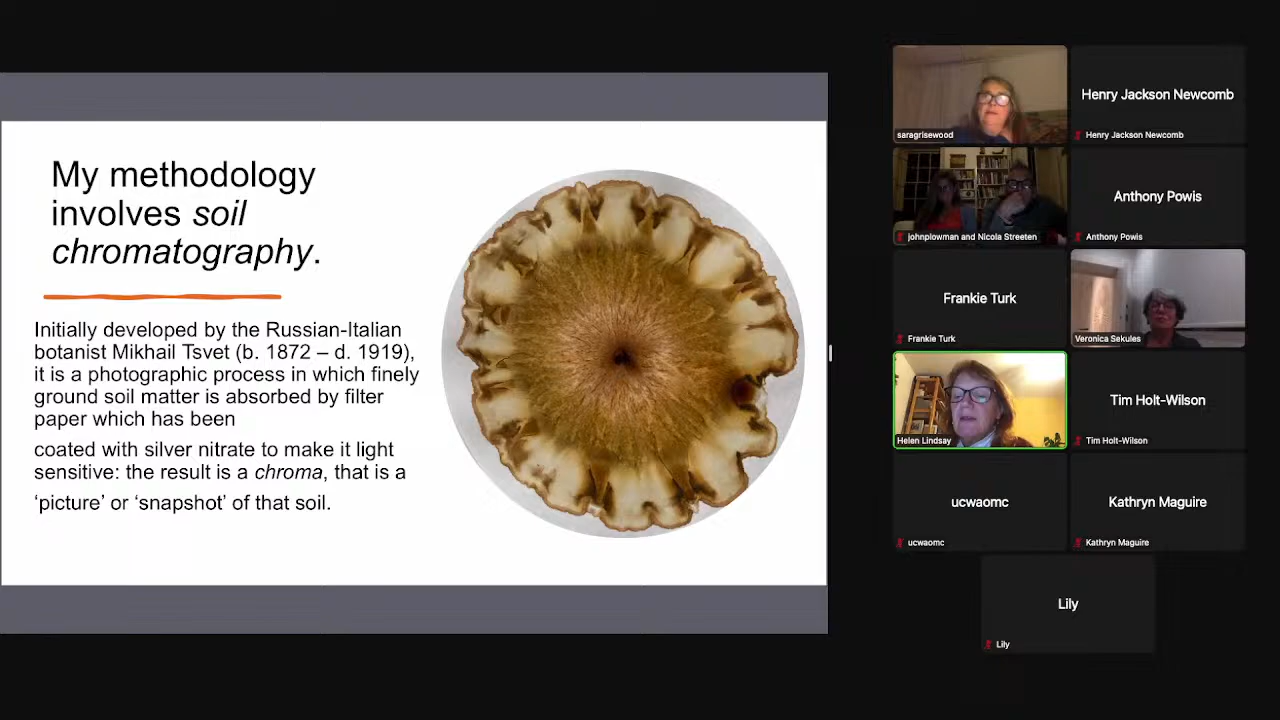 My methodology
involves soil
chromatography.
Initially developed by the Russian-Italian
botanist Mikhail Tsvet (b. 1872 – d. 1919),
it is a photographic process in which finely
ground soil matter is absorbed by filter
paper which has been
coated with silver nitrate to make it light
sensitive: the result is a chroma, that is a
‘picture’ or ‘snapshot’ of that soil.
saragrisewood
Henry Jackson Newcomb
Henry Jackson Newcomb
johnplowman and Nicola Streeten
Anthony Powis
Anthony Powis
Frankie Turk
Frankie Turk
Veronica Sekules
Helen Lindsay
Tim Holt-Wilson
Tim Holt-Wilson
ucwaomc
ucwaomc
Kathryn Maguire
Kathryn Maguire
Lily
Lily